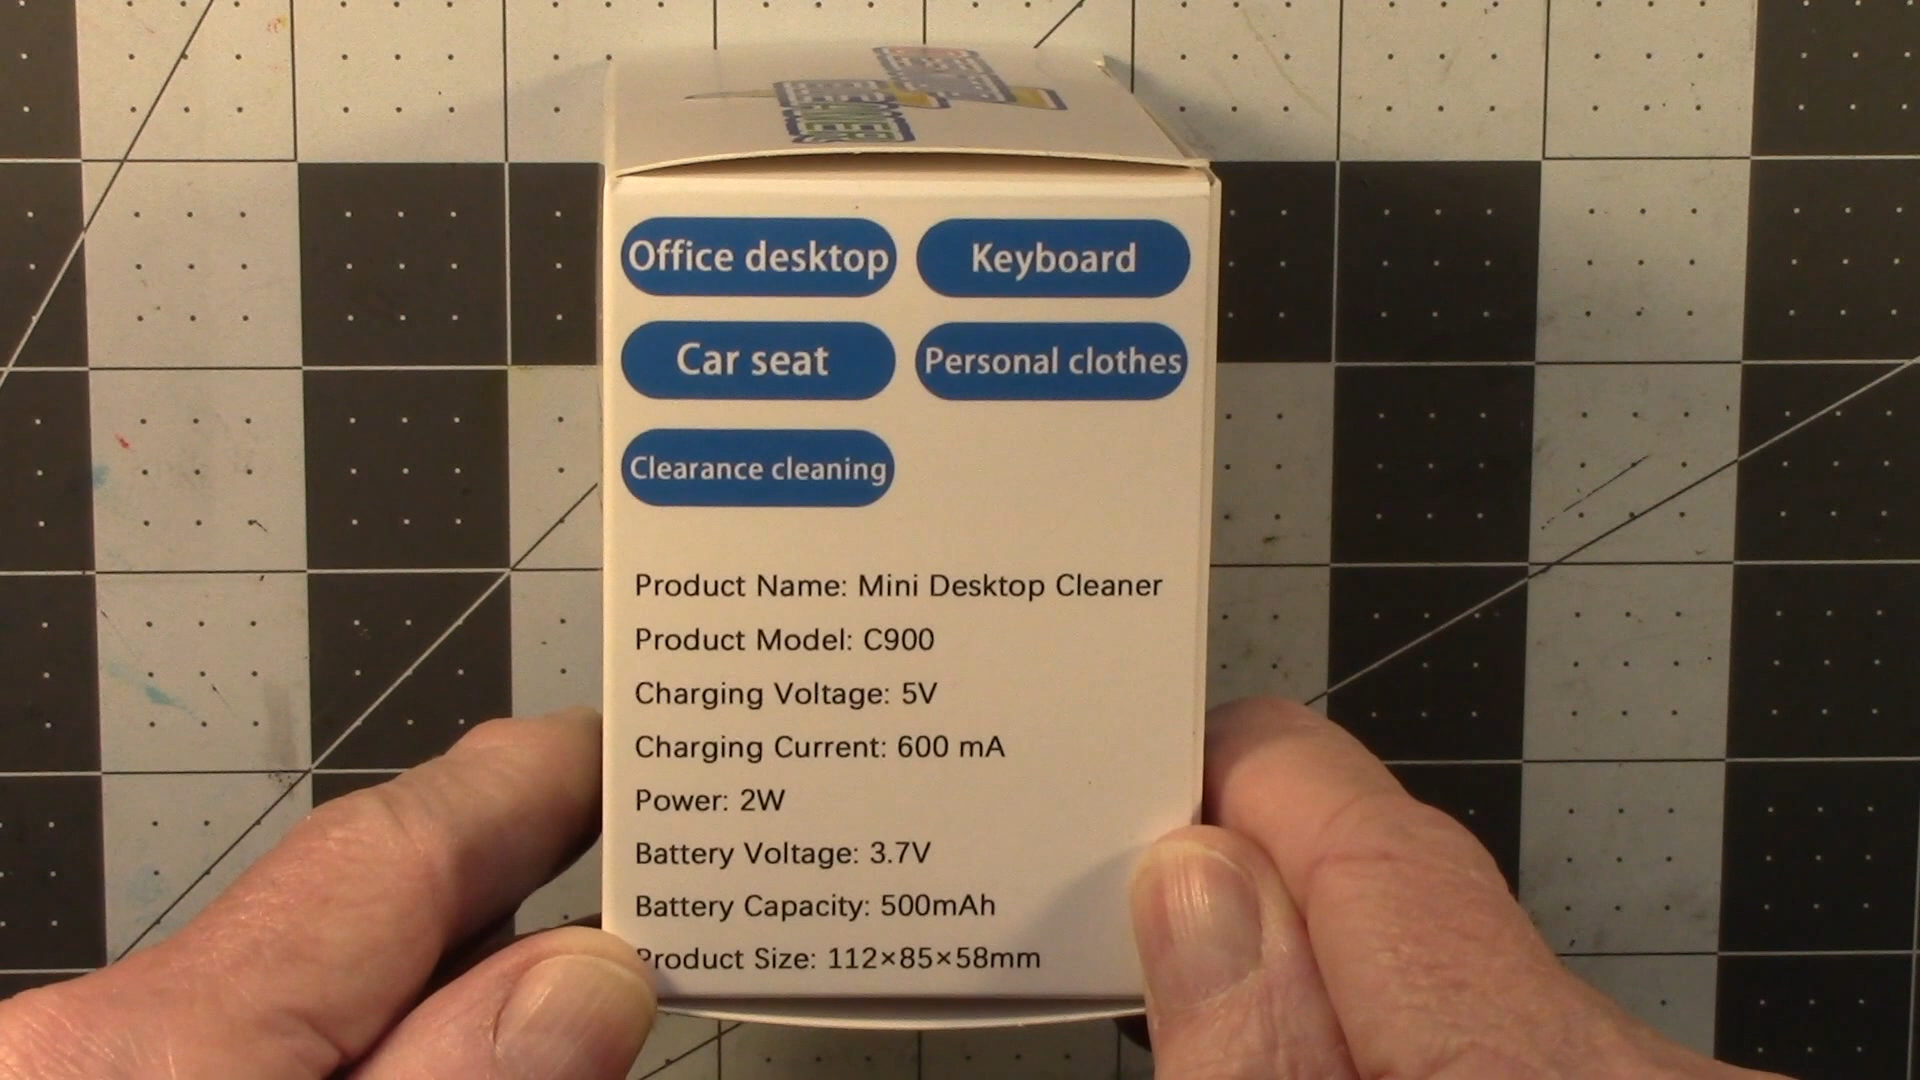 Office desktop
Keyboard
Car seat
Personal clothes
Clearance cleaning
Product Name: Mini Desktop Cleaner
Product Model: C900
Charging Voltage: 5V
Charging Current: 600 mA
Power: 2W
Battery Voltage: 3.7V
Battery Capacity: 500mAh
Product Size: 112×85×58mm